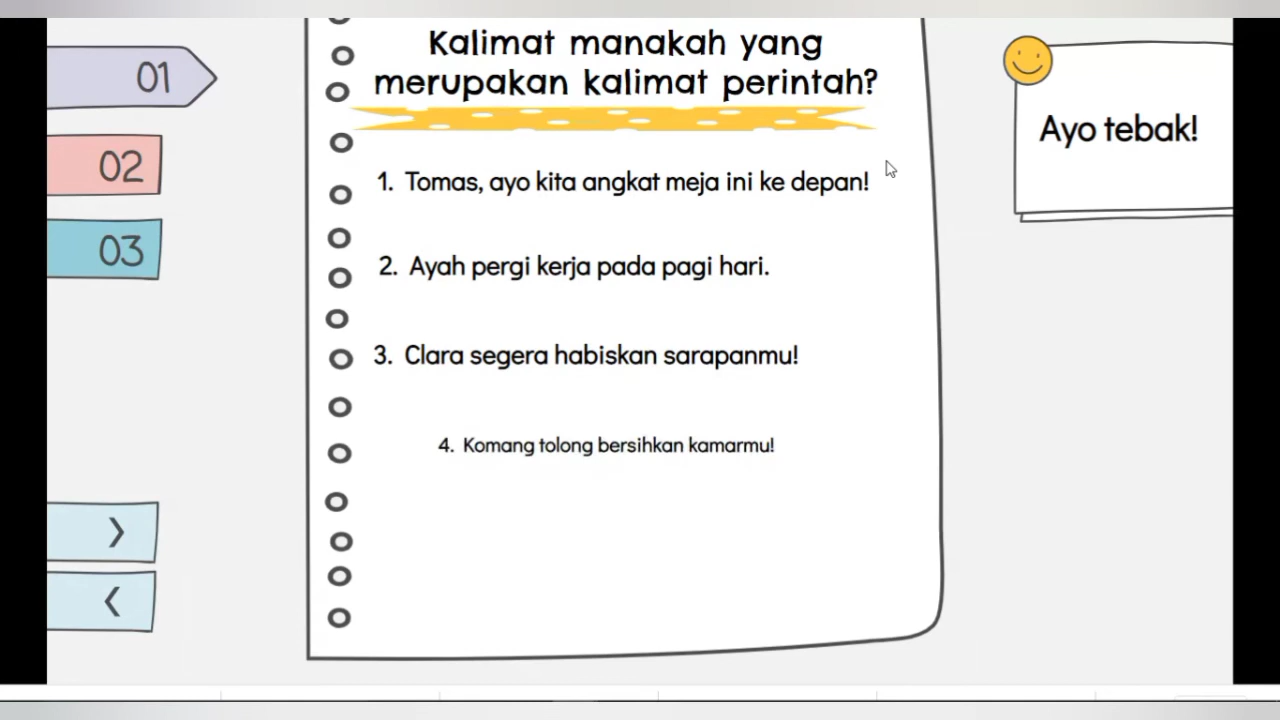 01
02
03
Kalimat manakah yang
merupakan kalimat perintah?
1. Tomas, ayo kita angkat meja ini ke depan!
2. Ayah pergi kerja pada pagi hari.
3. Clara segera habiskan sarapanmu!
4. Komang tolong bersihkan kamarmu!
Ayo tebak!